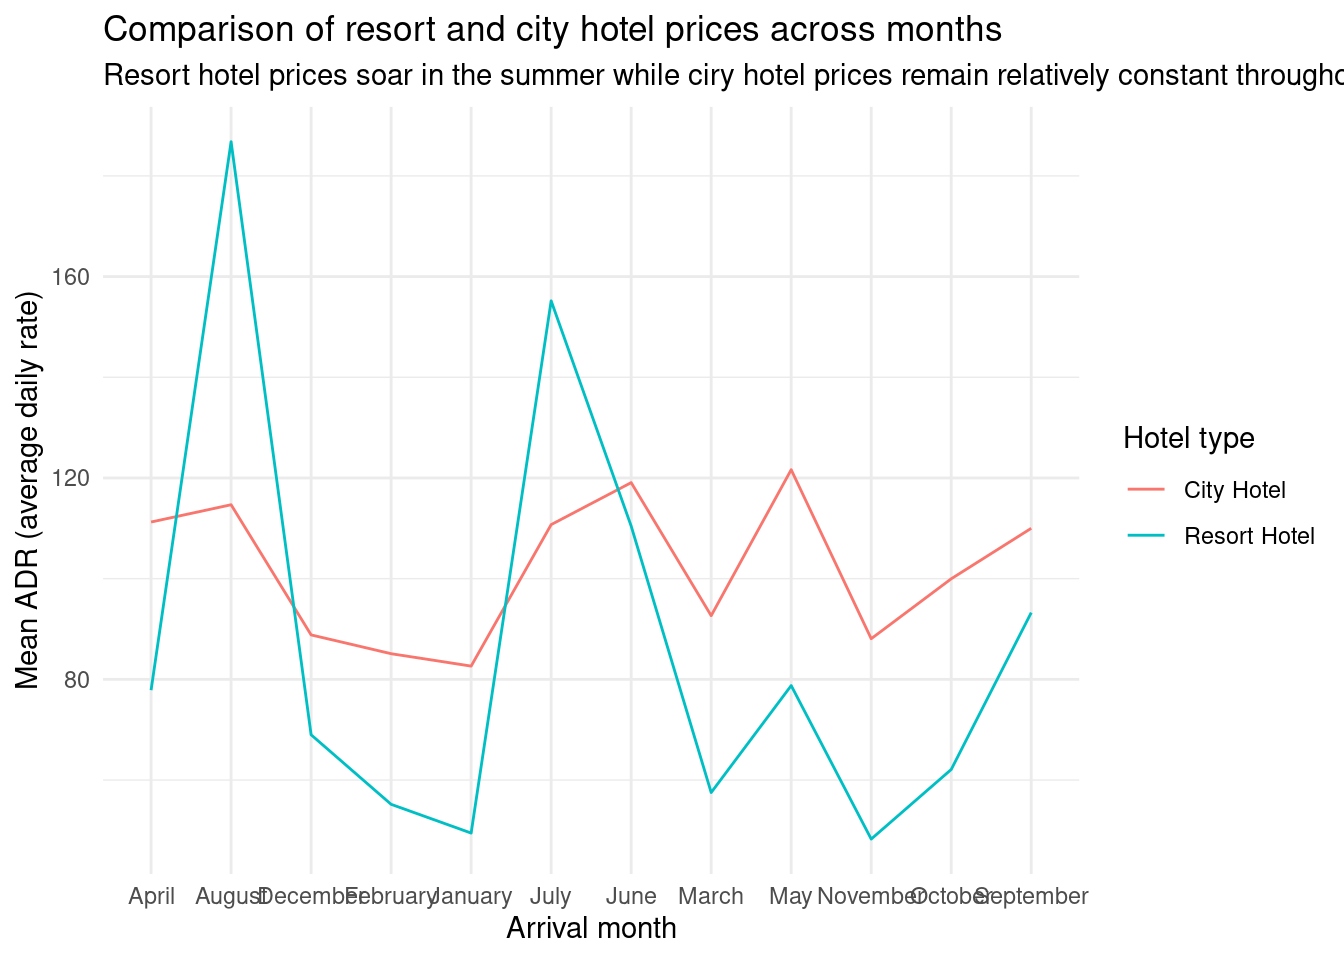 Comparison of resort and city hotel prices across months
Resort hotel prices soar in the summer while ciry hotel prices remain relatively constant througho
Mean ADR (average daily rate)
160
120
80
Hotel type
City Hotel
Resort Hotel
April August December February January July June March May November October September
Arrival month